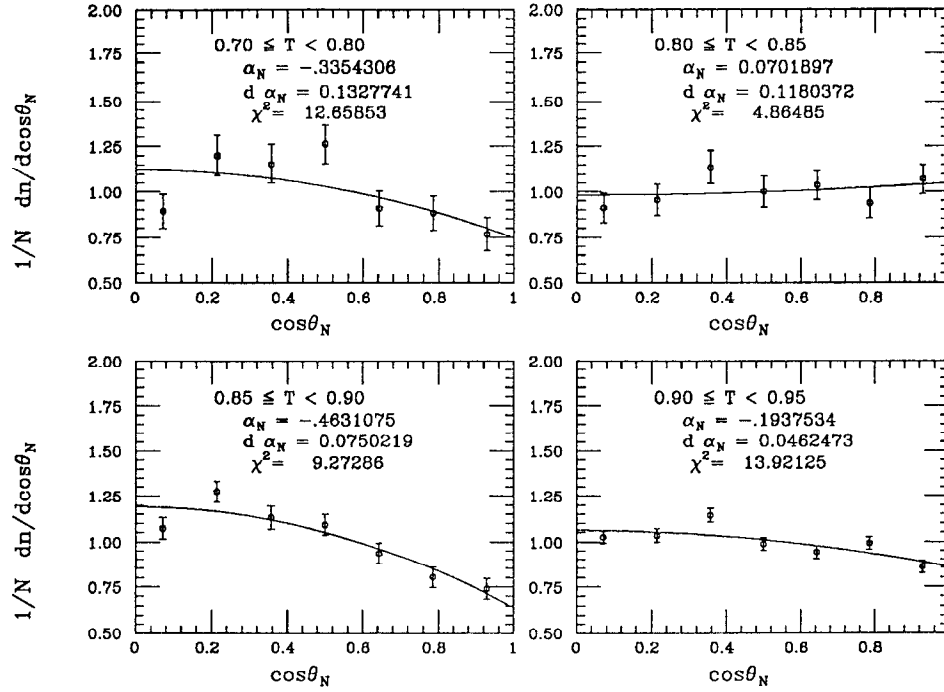 2.00
1.75
1.50
1.25
1.00
0.75
0.50
0.70 ≦ T < 0.80
α_N = −.3354306
d α_N = 0.1327741
χ²= 12.65853
0 0.2 0.4 0.6 0.8 1
cosθ_N
1/N dn/dcosθ_N
2.00
1.75
1.50
1.25
1.00
0.75
0.50
0.80 ≦ T < 0.85
α_N = 0.0701897
d α_N = 0.1180372
χ²= 4.86485
0 0.2 0.4 0.6 0.8
cosθ_N
2.00
1.75
1.50
1.25
1.00
0.75
0.50
0.85 ≦ T < 0.90
α_N = −.4631075
d α_N = 0.0750219
χ²= 9.27286
0 0.2 0.4 0.6 0.8 1
cosθ_N
1/N dn/dcosθ_N
2.00
1.75
1.50
1.25
1.00
0.75
0.50
0.90 ≦ T < 0.95
α_N = −.1937534
d α_N = 0.0462473
χ²= 13.92125
0 0.2 0.4 0.6 0.8
cosθ_N